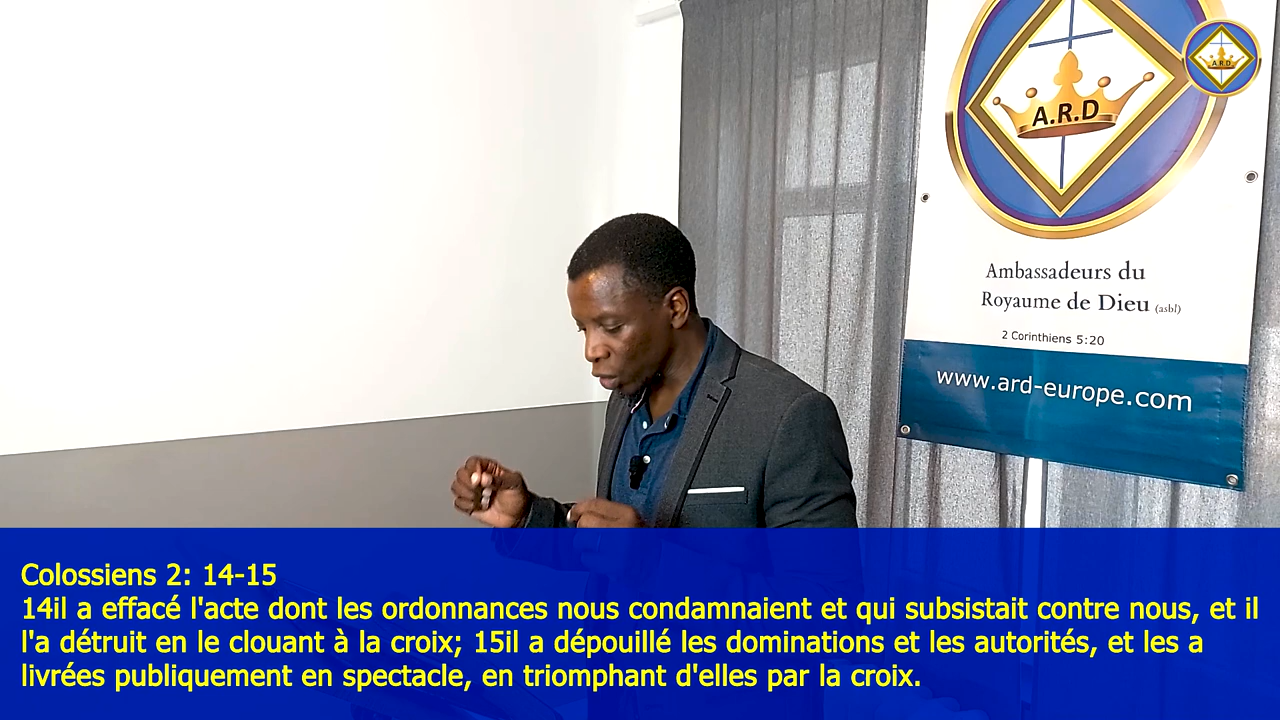 A.R.D
A.R.D
Ambassadeurs du
Royaume de Dieu (asbl)
2 Corinthiens 5:20
www.ard-europe.com
Colossiens 2: 14-15
14il a effacé l'acte dont les ordonnances nous condamnaient et qui subsistait contre nous, et il
l'a détruit en le clouant à la croix; 15il a dépouillé les dominations et les autorités, et les a
livrées publiquement en spectacle, en triomphant d'elles par la croix.